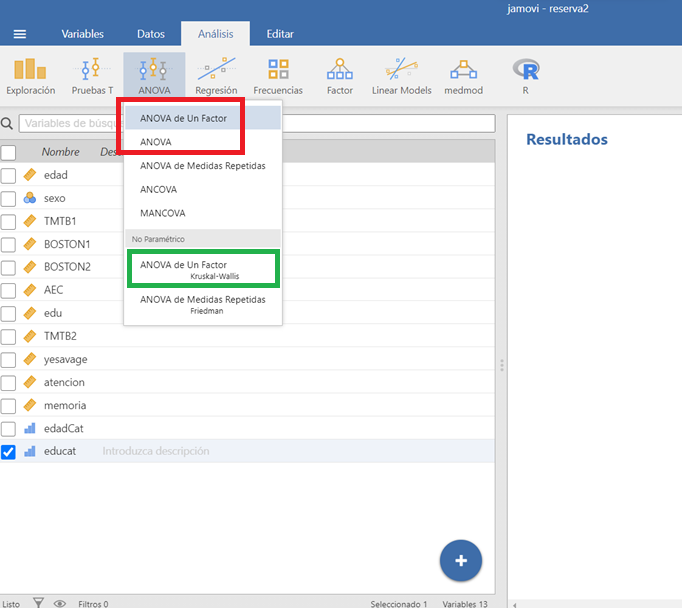 jamovi - reserva2
Variables Datos Análisis Editar
Exploración Pruebas T ANOVA Regresión Frecuencias Factor Linear Models medmod R
Variables de búsqu
ANOVA de Un Factor
ANOVA
ANOVA de Medidas Repetidas
ANCOVA
MANCOVA
No Paramétrico
ANOVA de Un Factor
Kruskal-Wallis
ANOVA de Medidas Repetidas
Friedman
Resultados
Nombre Des
edad
sexo
TMTB1
BOSTON1
BOSTON2
AEC
edu
TMTB2
yesavage
atencion
memoria
edadCat
educat Introduzca descripción
Listo Filtros 0 Seleccionado 1 Variables 13